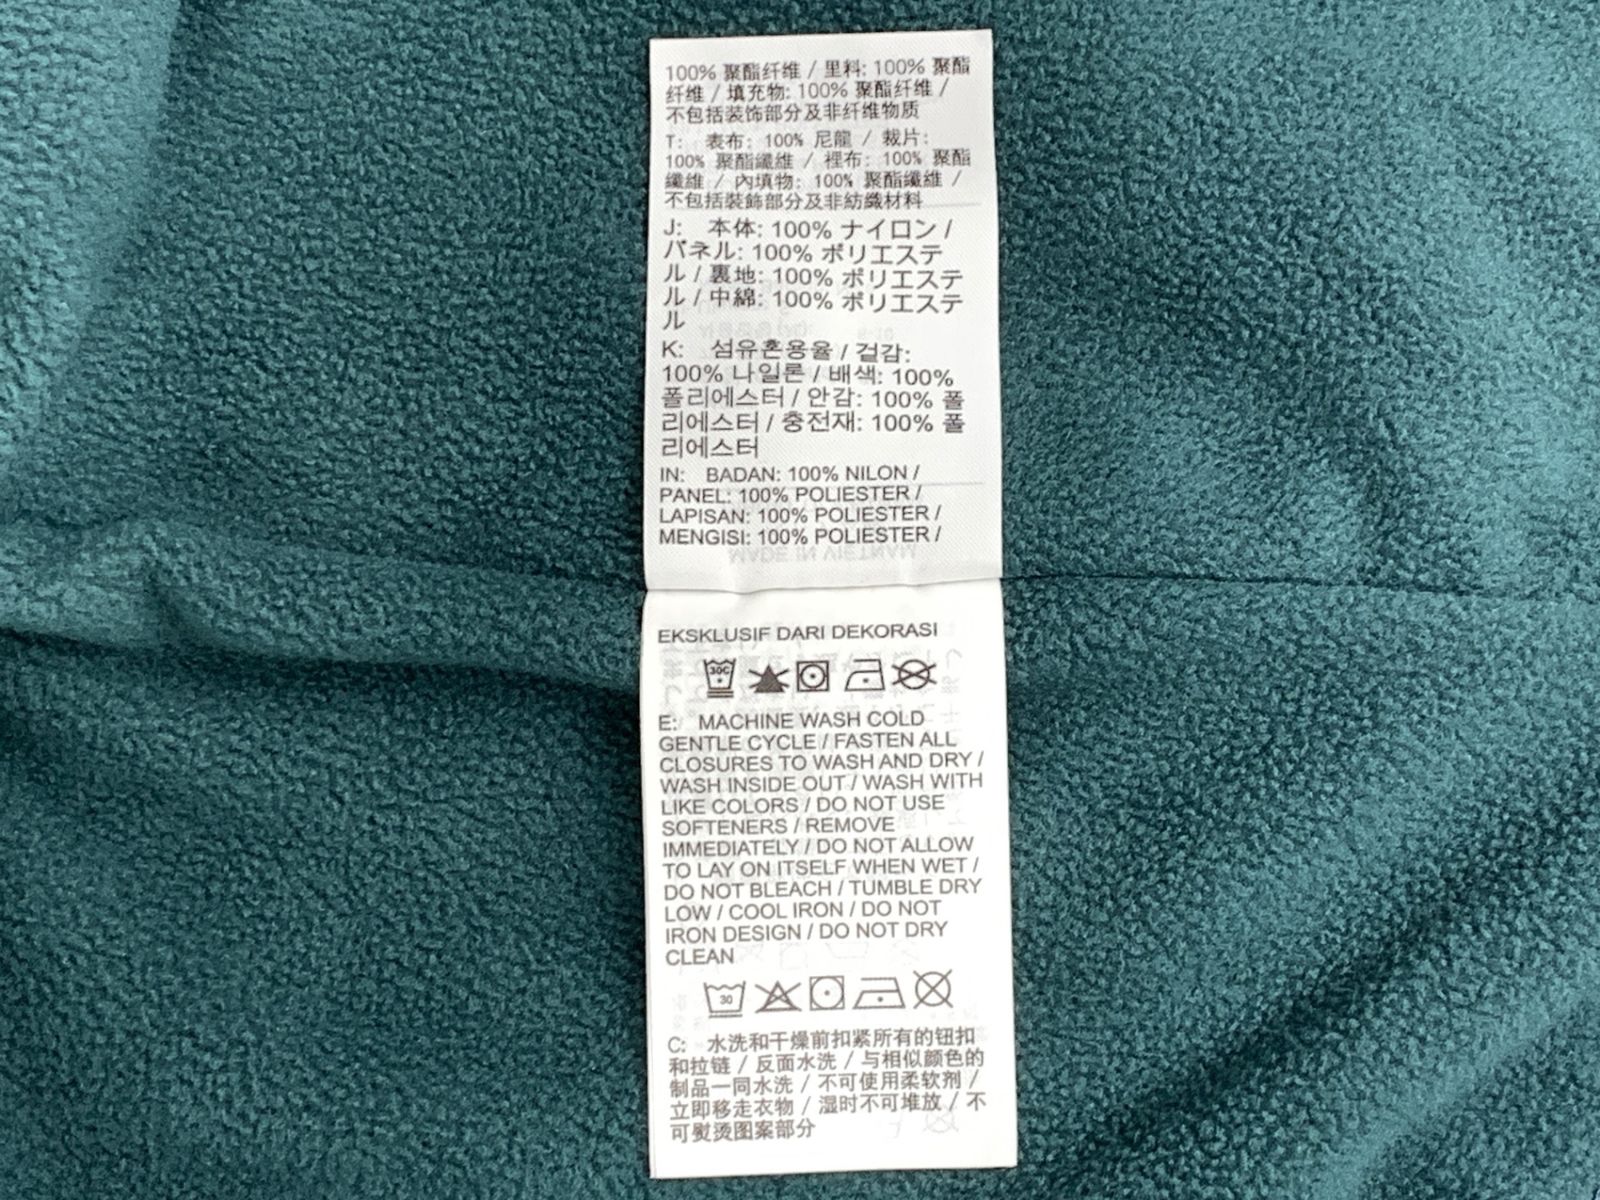 100% 聚酯纤维 / 里料: 100% 聚酯
纤维 / 填充物: 100% 聚酯纤维 /
不包括装饰部分及非纤维物质
T: 表布: 100% 尼龍 / 裁片:
100% 聚酯纖維 / 裡布: 100% 聚酯
纖維 / 內填物: 100% 聚酯纖維 /
不包括裝飾部分及非紡織材料
J: 本体: 100% ナイロン /
パネル: 100% ポリエステ
ル / 裏地: 100% ポリエステ
ル / 中綿: 100% ポリエステ
ル
K: 섬유혼용율 / 겉감:
100% 나일론 / 배색: 100%
폴리에스터 / 안감: 100% 폴
리에스터 / 충전재: 100% 폴
리에스터
IN: BADAN: 100% NILON /
PANEL: 100% POLIESTER /
LAPISAN: 100% POLIESTER /
MENGISI: 100% POLIESTER /
MADE IN VIETNAM
EKSKLUSIF DARI DEKORASI
30C
E: MACHINE WASH COLD
GENTLE CYCLE / FASTEN ALL
CLOSURES TO WASH AND DRY /
WASH INSIDE OUT / WASH WITH
LIKE COLORS / DO NOT USE
SOFTENERS / REMOVE
IMMEDIATELY / DO NOT ALLOW
TO LAY ON ITSELF WHEN WET /
DO NOT BLEACH / TUMBLE DRY
LOW / COOL IRON / DO NOT
IRON DESIGN / DO NOT DRY
CLEAN
30
C: 水洗和干燥前扣紧所有的钮扣
和拉链 / 反面水洗 / 与相似颜色的
制品一同水洗 / 不可使用柔软剂 /
立即移走衣物 / 湿时不可堆放 / 不
可熨烫图案部分